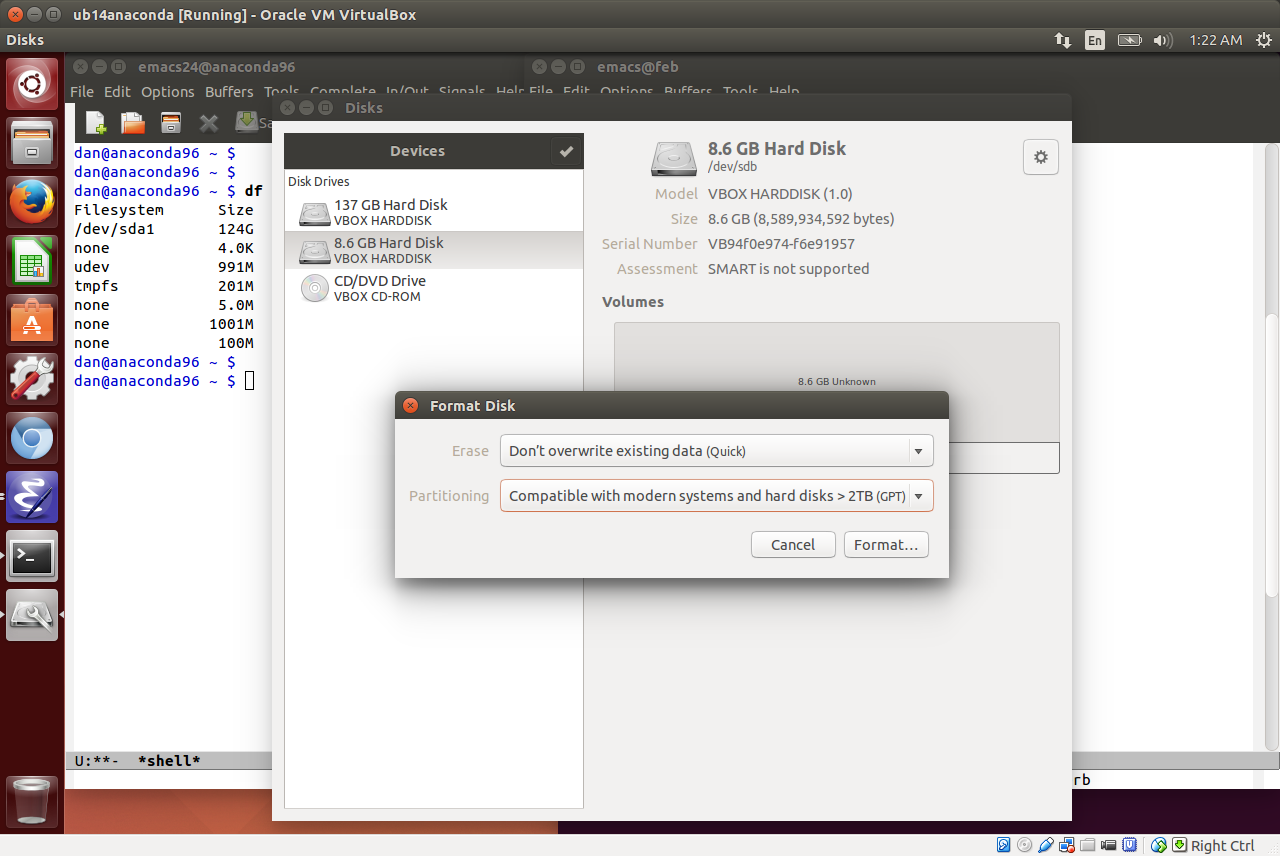 ub14anaconda [Running] - Oracle VM VirtualBox
Disks
En
1:22 AM
emacs24@anaconda96
emacs@feb
File Edit Options Buffers Tools Complete In/Out Signals Help
File Edit Options Buffers Tools Help
Disks
dan@anaconda96 ~ $
dan@anaconda96 ~ $
dan@anaconda96 ~ $ df
Filesystem Size
/dev/sda1 124G
none 4.0K
udev 991M
tmpfs 201M
none 5.0M
none 1001M
none 100M
dan@anaconda96 ~ $
dan@anaconda96 ~ $
U:**- *shell*
Devices
Disk Drives
137 GB Hard Disk
VBOX HARDDISK
8.6 GB Hard Disk
VBOX HARDDISK
CD/DVD Drive
VBOX CD-ROM
8.6 GB Hard Disk
/dev/sdb
Model VBOX HARDDISK (1.0)
Size 8.6 GB (8,589,934,592 bytes)
Serial Number VB94f0e974-f6e91957
Assessment SMART is not supported
Volumes
8.6 GB Unknown
Format Disk
Erase Don't overwrite existing data (Quick)
Partitioning Compatible with modern systems and hard disks > 2TB (GPT)
Cancel Format…
rb
Right Ctrl